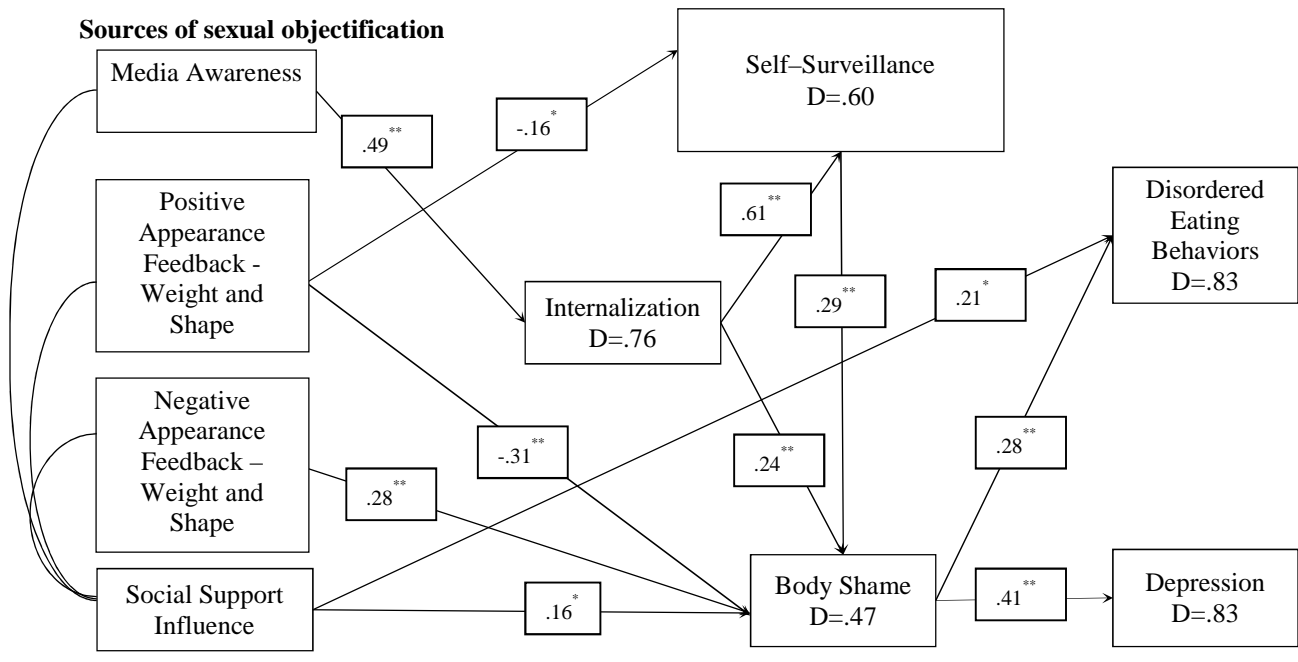 Sources of sexual objectification
Media Awareness
Positive
Appearance
Feedback -
Weight and
Shape
Negative
Appearance
Feedback –
Weight and
Shape
Social Support
Influence
.49**
-.16*
Self–Surveillance
D=.60
.61**
.29**
Internalization
D=.76
.21*
Disordered
Eating
Behaviors
D=.83
-.31**
.24**
.28**
.28**
.16*
Body Shame
D=.47
.41**
Depression
D=.83